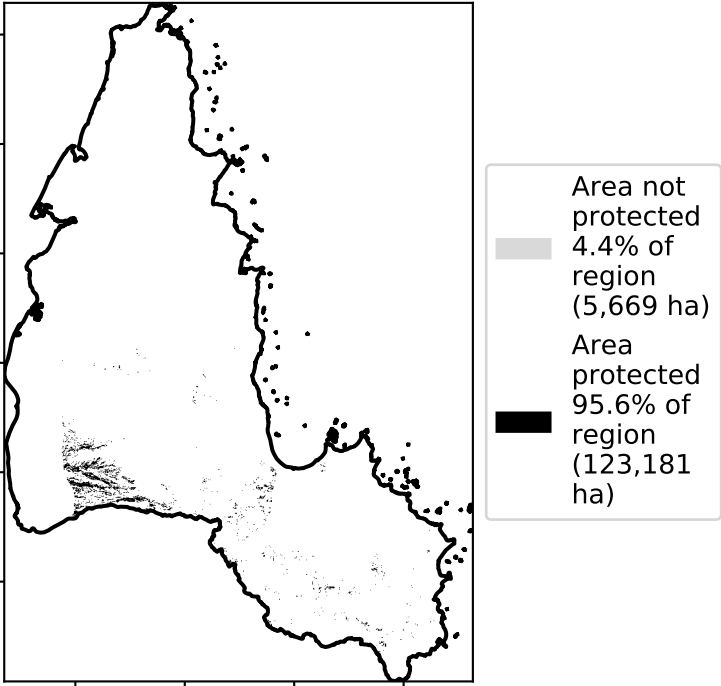 Area not
protected
4.4% of
region
(5,669 ha)
Area
protected
95.6% of
region
(123,181
ha)